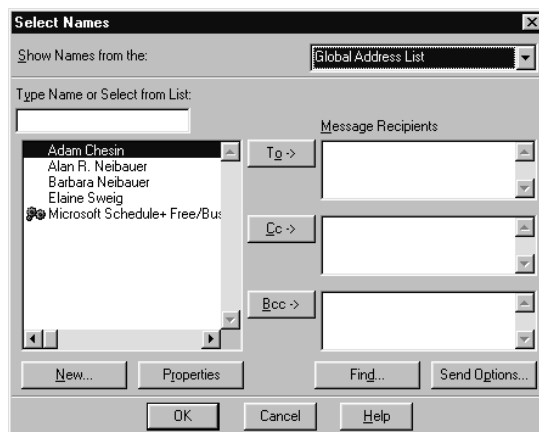 Select Names
Show Names from the:
Global Address List
Type Name or Select from List:
Message Recipients
Adam Chesin
Alan R. Neibauer
Barbara Neibauer
Elaine Sweig
Microsoft Schedule+ Free/Bus
To ->
Cc ->
Bcc ->
New...
Properties
Find...
Send Options...
OK
Cancel
Help